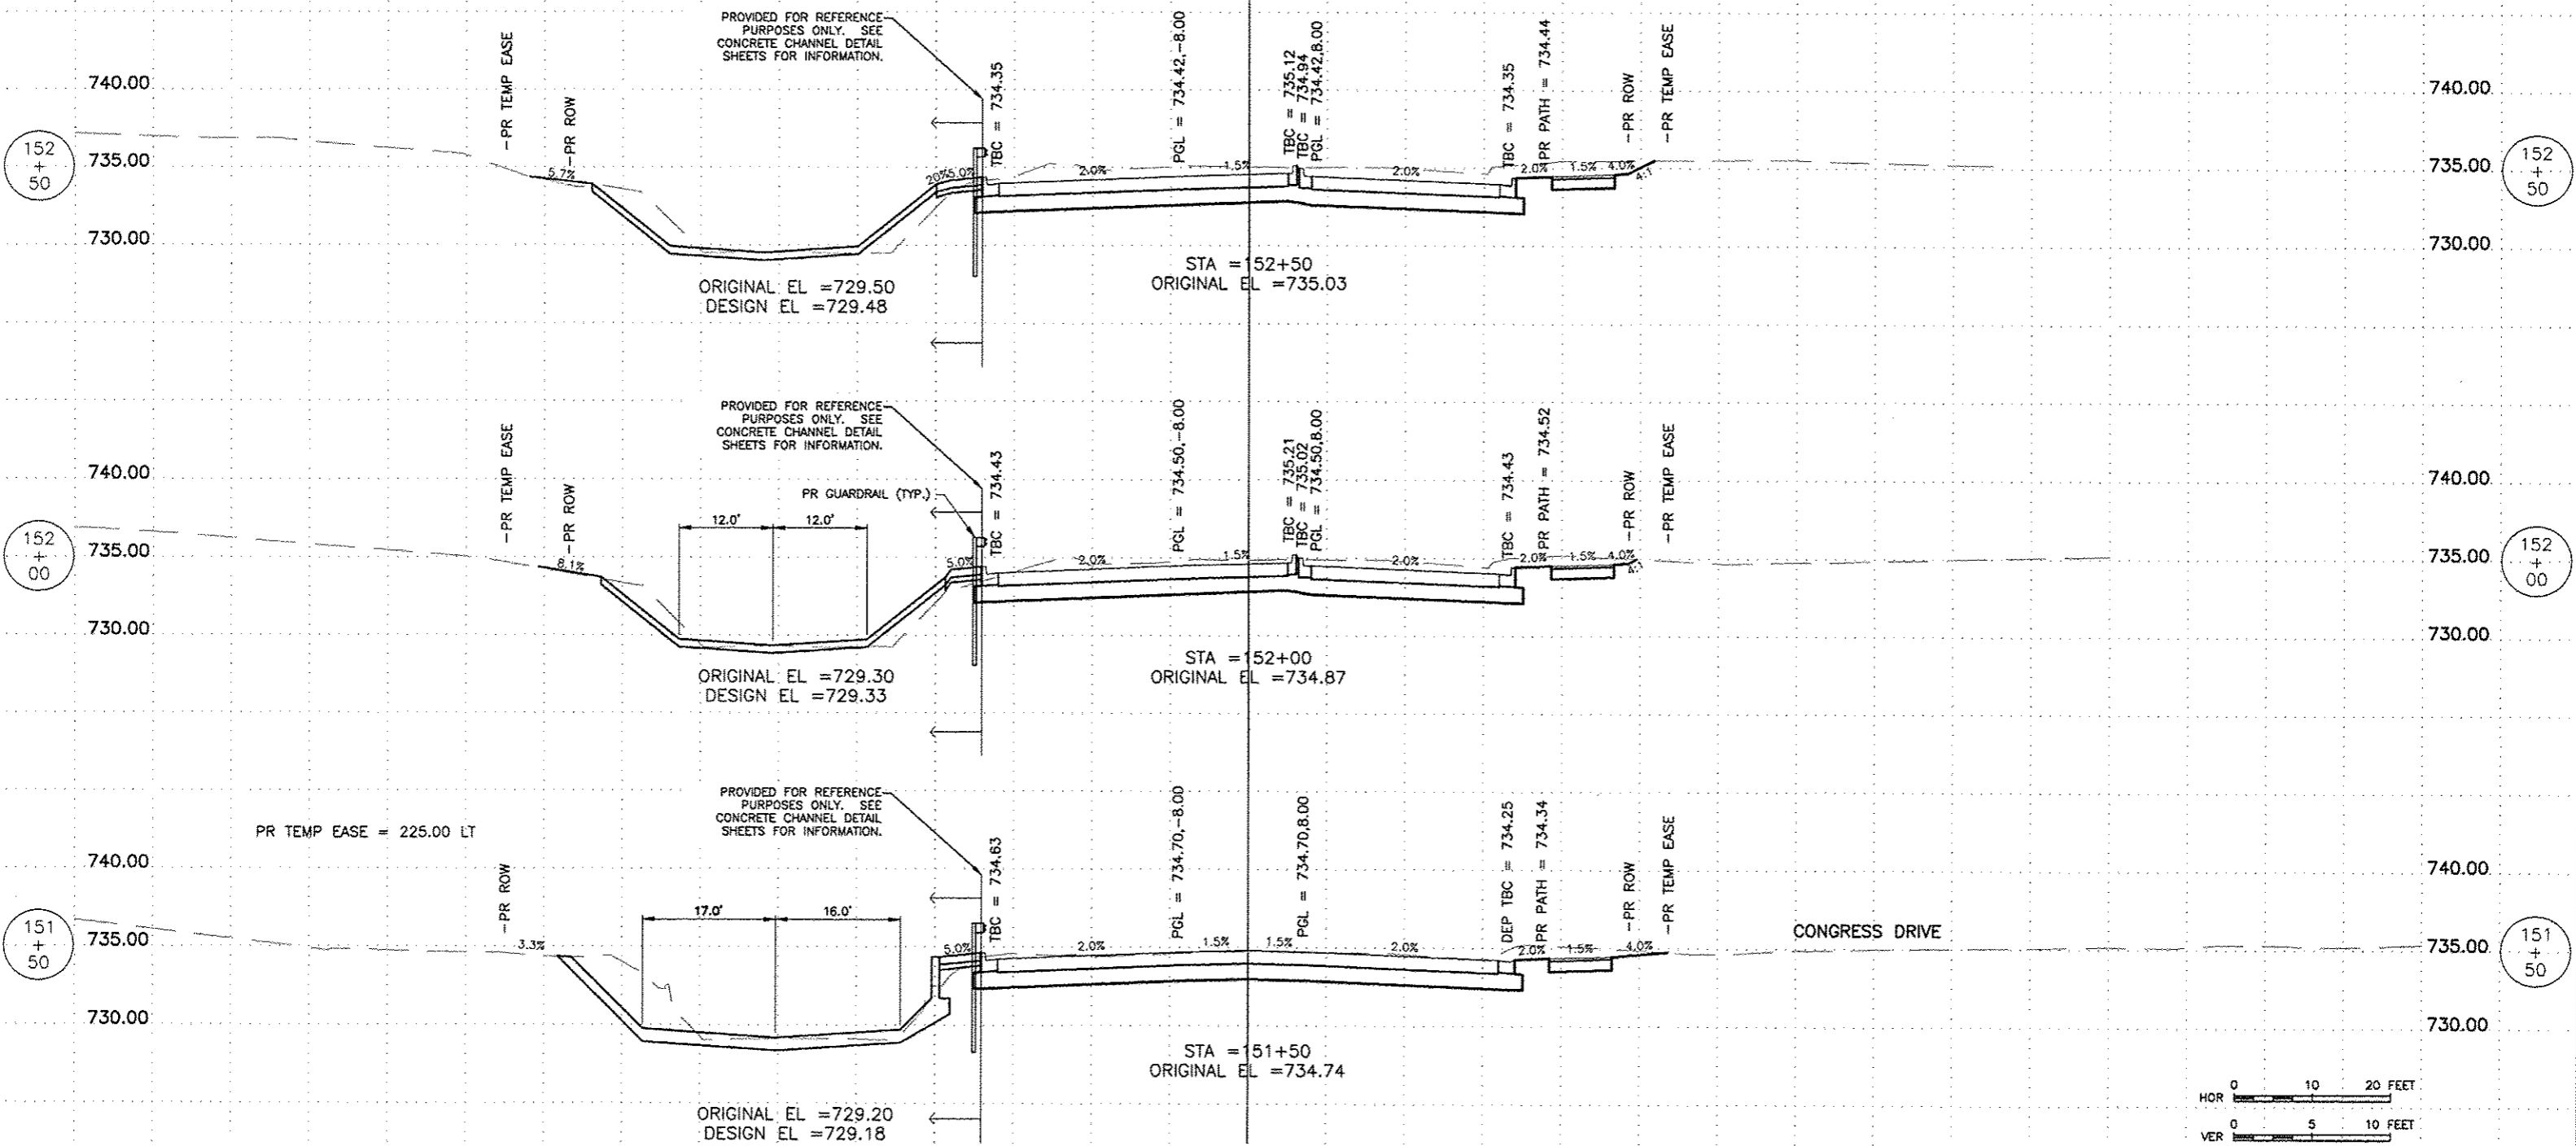 PROVIDED FOR REFERENCE
PURPOSES ONLY. SEE
CONCRETE CHANNEL DETAIL
SHEETS FOR INFORMATION.
-PR TEMP EASE
-PR ROW
TBC = 734.35
PGL = 734.42,-8.00
TBC = 735.12
TBC = 734.94
PGL = 734.42,8.00
TBC = 734.35
PR PATH = 734.44
-PR ROW
-PR TEMP EASE
740.00
740.00
152
+
50
735.00
5.7%
20%
5.0%
2.0%
1.5%
2.0%
2.0%
1.5%
4.0%
4:1
735.00
152
+
50
730.00
730.00
ORIGINAL EL =729.50
DESIGN EL =729.48
STA =152+50
ORIGINAL EL =735.03
PROVIDED FOR REFERENCE
PURPOSES ONLY. SEE
CONCRETE CHANNEL DETAIL
SHEETS FOR INFORMATION.
-PR TEMP EASE
-PR ROW
PR GUARDRAIL (TYP.)
TBC = 734.43
PGL = 734.50,-8.00
TBC = 735.21
TBC = 735.02
PGL = 734.50,8.00
TBC = 734.43
PR PATH = 734.52
-PR ROW
-PR TEMP EASE
740.00
740.00
12.0'
12.0'
152
+
00
735.00
8.1%
5.0%
2.0%
1.5%
2.0%
2.0%
1.5%
4.0%
4:1
735.00
152
+
00
730.00
730.00
ORIGINAL EL =729.30
DESIGN EL =729.33
STA =152+00
ORIGINAL EL =734.87
PROVIDED FOR REFERENCE
PURPOSES ONLY. SEE
CONCRETE CHANNEL DETAIL
SHEETS FOR INFORMATION.
PR TEMP EASE = 225.00 LT
-PR ROW
TBC = 734.63
PGL = 734.70,-8.00
PGL = 734.70,8.00
DEP TBC = 734.25
PR PATH = 734.34
-PR ROW
-PR TEMP EASE
740.00
740.00
17.0'
16.0'
151
+
50
735.00
3.3%
5.0%
2.0%
1.5%
1.5%
2.0%
2.0%
1.5%
4.0%
CONGRESS DRIVE
735.00
151
+
50
730.00
730.00
STA =151+50
ORIGINAL EL =734.74
ORIGINAL EL =729.20
DESIGN EL =729.18
HOR 0 10 20 FEET
VER 0 5 10 FEET